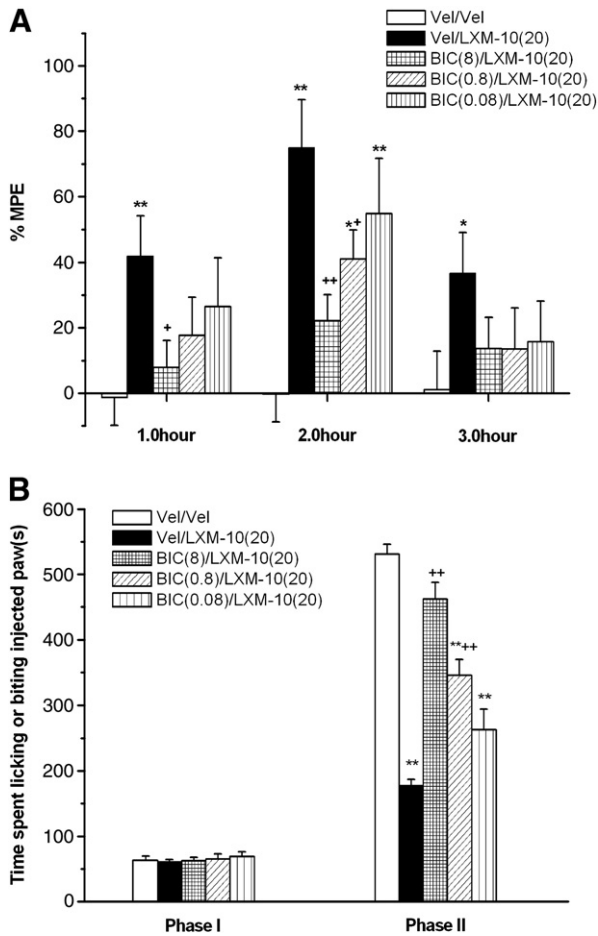 A
Vel/Vel
Vel/LXM-10(20)
BIC(8)/LXM-10(20)
BIC(0.8)/LXM-10(20)
BIC(0.08)/LXM-10(20)
% MPE
100
80
60
40
20
0
**
+
**
++
*+
**
*
1.0hour 2.0hour 3.0hour
B
Vel/Vel
Vel/LXM-10(20)
BIC(8)/LXM-10(20)
BIC(0.8)/LXM-10(20)
BIC(0.08)/LXM-10(20)
Time spent licking or biting injected paw(s)
600
500
400
300
200
100
0
**
++
**++
**
Phase I Phase II